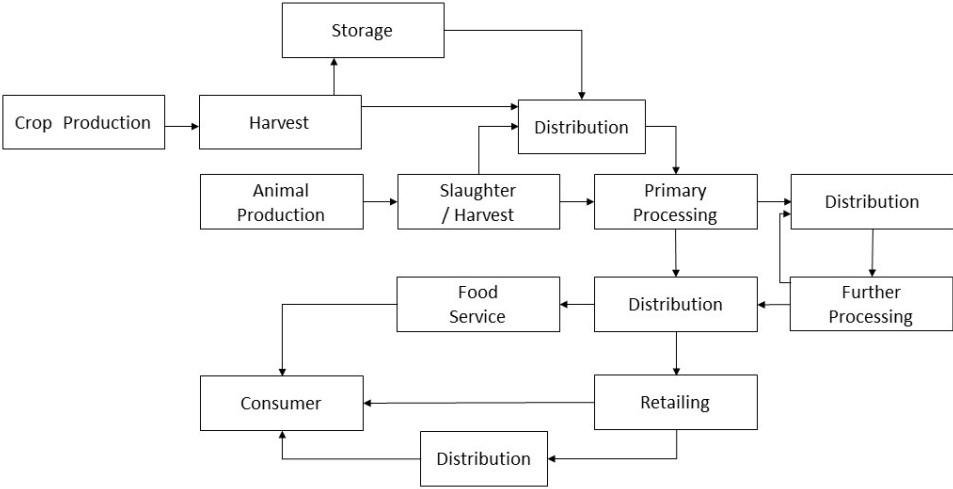 Storage
Crop Production
Harvest
Distribution
Animal
Production
Slaughter
/ Harvest
Primary
Processing
Distribution
Food
Service
Distribution
Further
Processing
Consumer
Retailing
Distribution